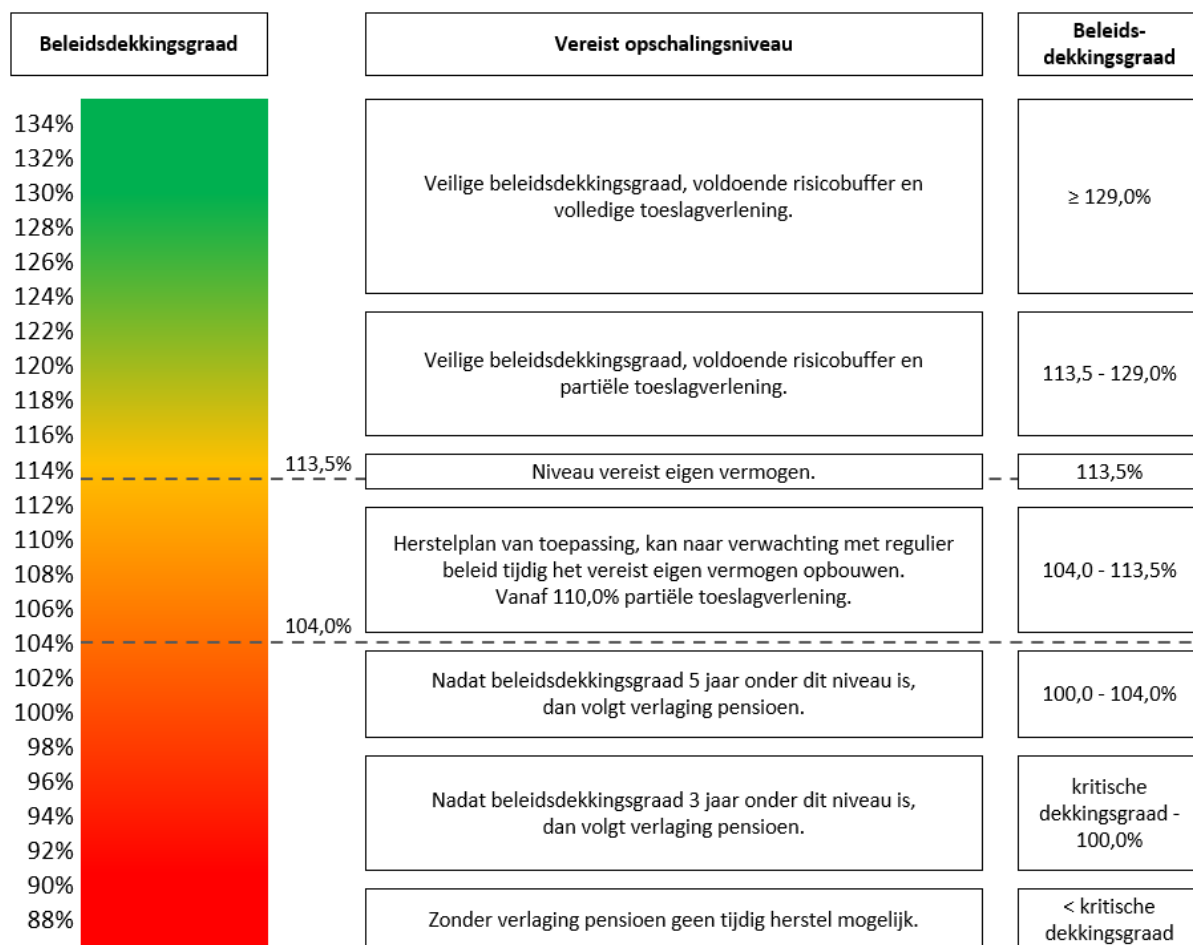 Beleidsdekkingsgraad
Vereist opschalingsniveau
Beleids-
dekkingsgraad
134%
132%
130%
128%
126%
124%
122%
120%
118%
116%
114%
112%
110%
108%
106%
104%
102%
100%
98%
96%
94%
92%
90%
88%
113,5%
104,0%
Veilige beleidsdekkingsgraad, voldoende risicobuffer en
volledige toeslagverlening.
≥ 129,0%
Veilige beleidsdekkingsgraad, voldoende risicobuffer en
partiële toeslagverlening.
113,5 - 129,0%
Niveau vereist eigen vermogen.
113,5%
Herstelplan van toepassing, kan naar verwachting met regulier
beleid tijdig het vereist eigen vermogen opbouwen.
Vanaf 110,0% partiële toeslagverlening.
104,0 - 113,5%
Nadat beleidsdekkingsgraad 5 jaar onder dit niveau is,
dan volgt verlaging pensioen.
100,0 - 104,0%
Nadat beleidsdekkingsgraad 3 jaar onder dit niveau is,
dan volgt verlaging pensioen.
kritische
dekkingsgraad -
100,0%
Zonder verlaging pensioen geen tijdig herstel mogelijk.
< kritische
dekkingsgraad